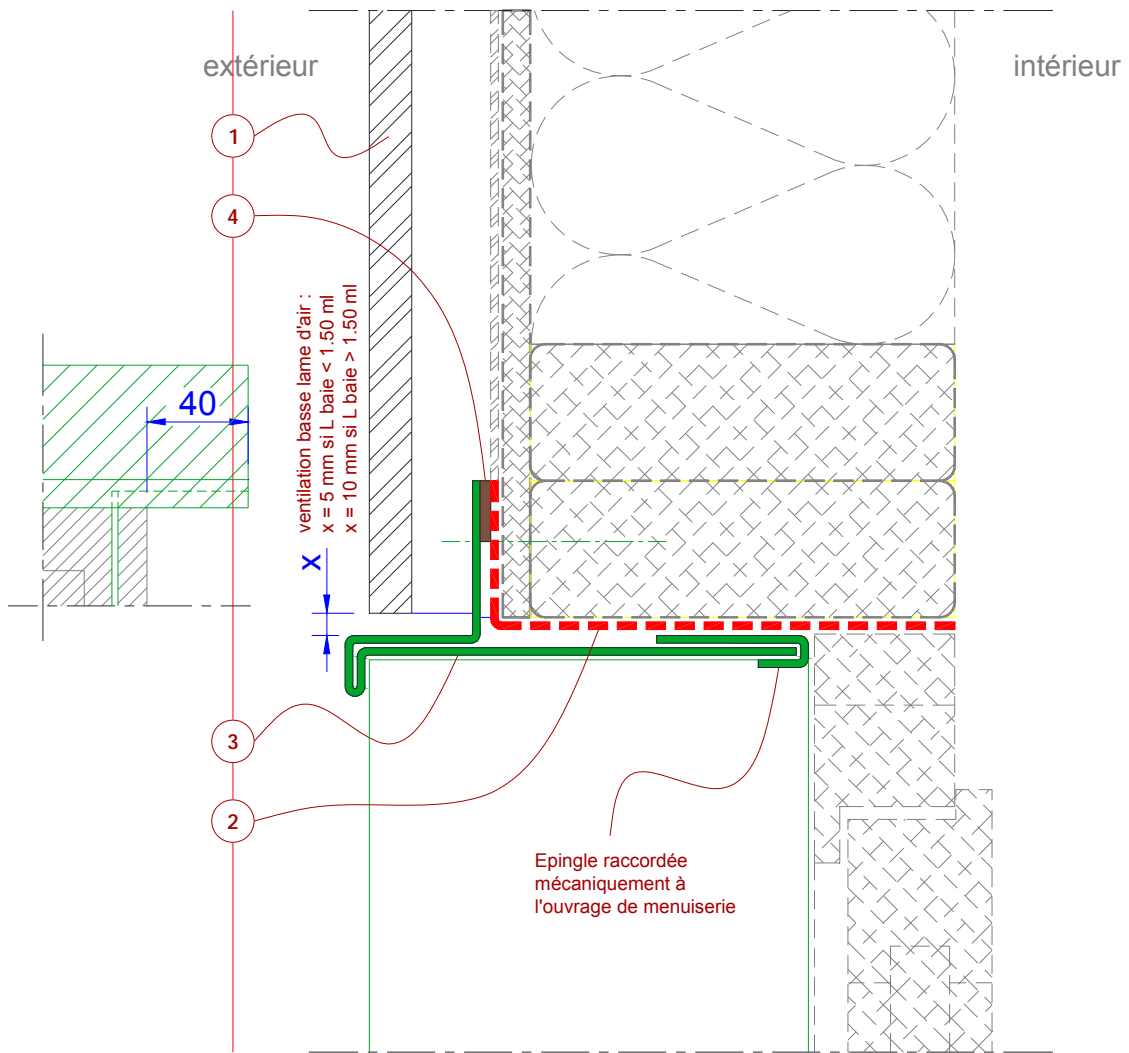 extérieur
intérieur
1
4
ventilation basse lame d'air :
x = 5 mm si L baie < 1.50 ml
x = 10 mm si L baie > 1.50 ml
40
X
3
2
Epingle raccordée
mécaniquement à
l'ouvrage de menuiserie